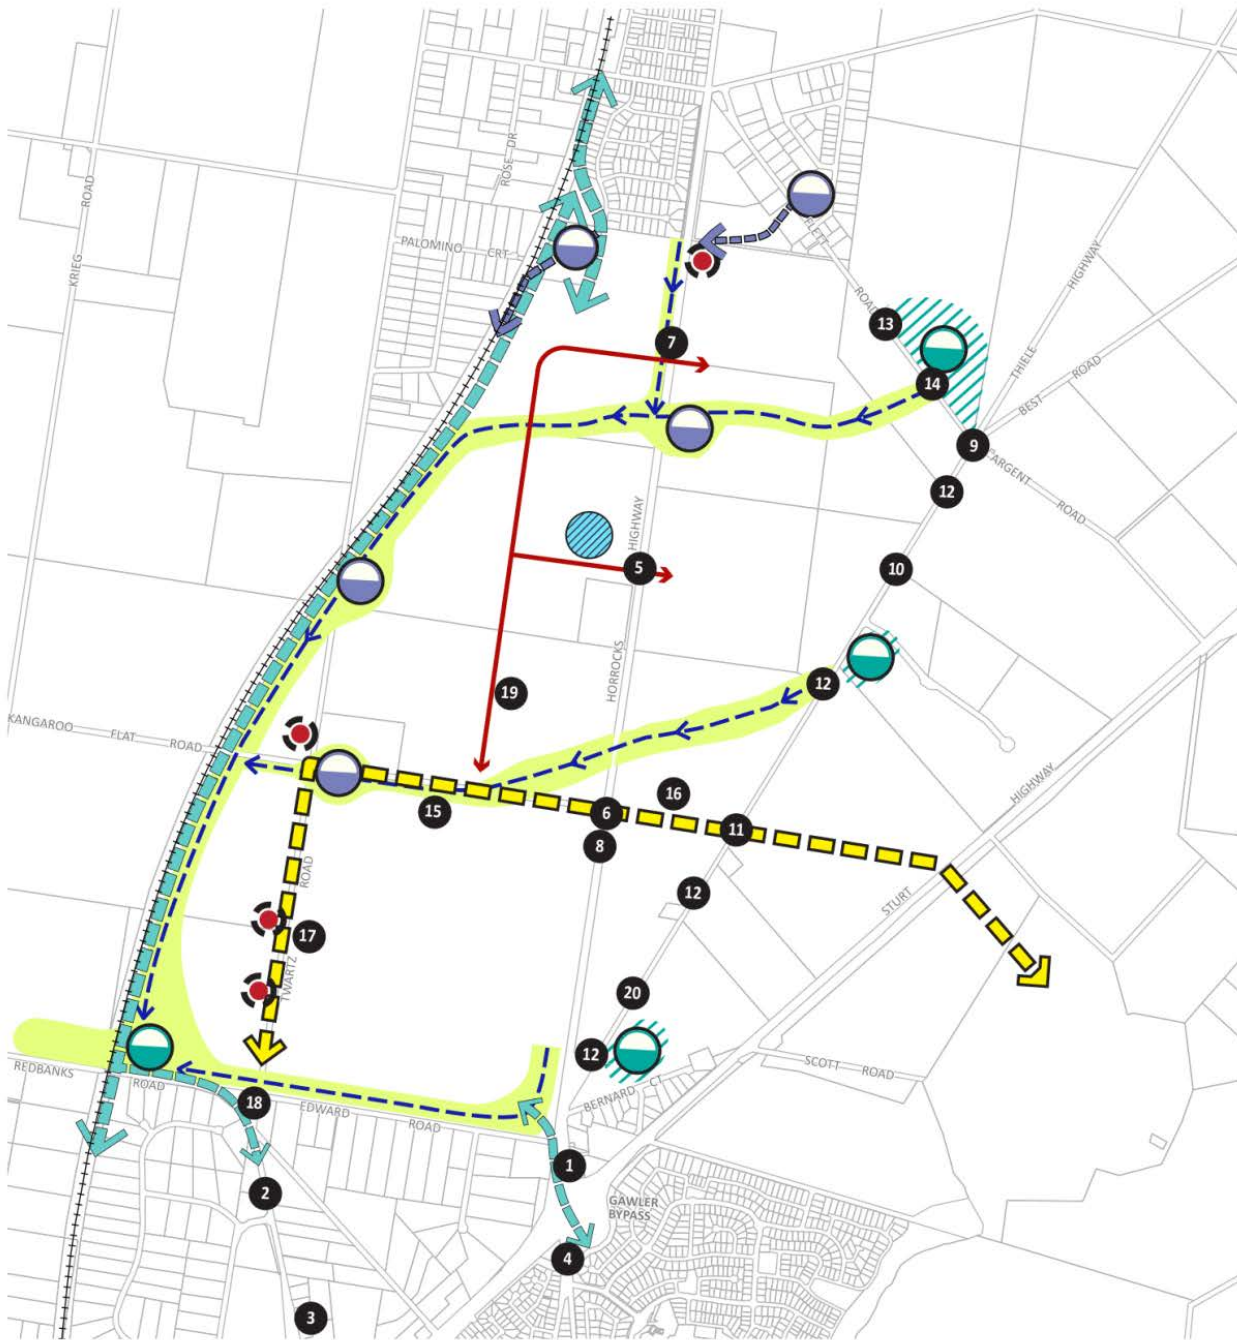 ROSE DR
KRIEG ROAD
PALOMINO CRT
ROAD
13
THIELE HIGHWAY
7
14
BEST ROAD
9
CARGENT ROAD
12
HIGHWAY
5
10
HORROCKS
12
19
KANGAROO FLAT ROAD
HIGHWAY
16
15
6
11
8
ROAD
12
STURT
17
TWARTZ
20
12
SCOTT ROAD
REDBANKS ROAD
BERNARD CT
18
EDWARD ROAD
1
2
GAWLER
BYPASS
4
3